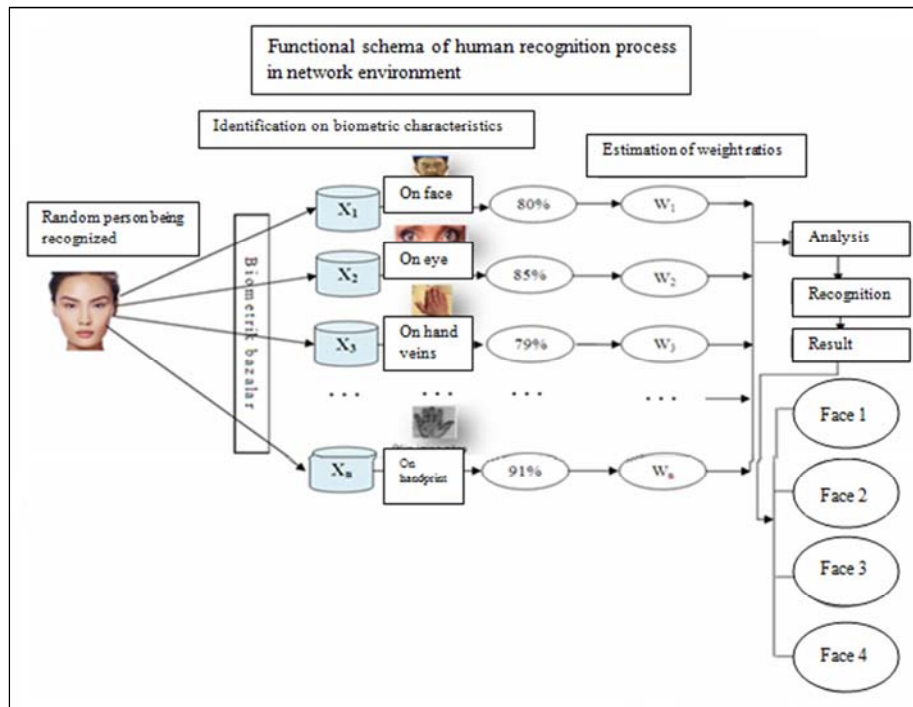 Functional schema of human recognition process
in network environment
Identification on biometric characteristics
Estimation of weight ratios
Random person being
recognized
Biometrik bazalar
X1
On face
80%
W1
X2
On eye
85%
W2
X3
On hand
veins
79%
W3
. . .
. . .
. . .
. . .
Xn
On
handprint
91%
Wn
Analysis
Recognition
Result
Face 1
Face 2
Face 3
Face 4